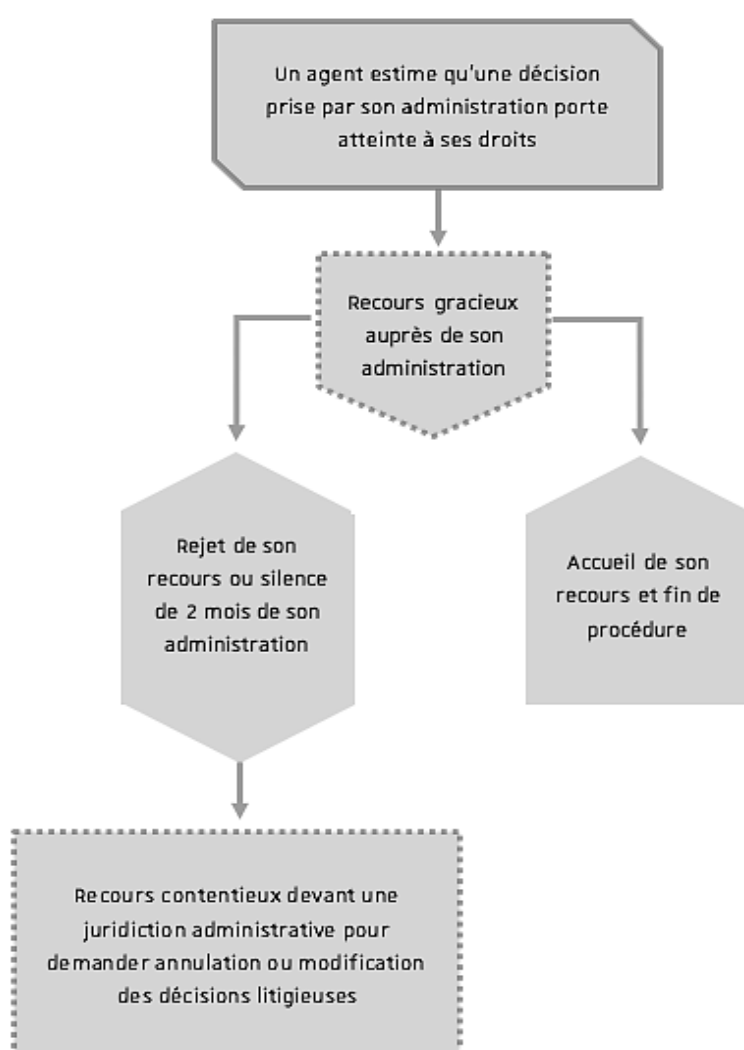 Un agent estime qu'une décision
prise par son administration porte
atteinte à ses droits
Recours gracieux
auprès de son
administration
Rejet de son
recours ou silence
de 2 mois de son
administration
Accueil de son
recours et fin de
procédure
Recours contentieux devant une
juridiction administrative pour
demander annulation ou modification
des décisions litigieuses